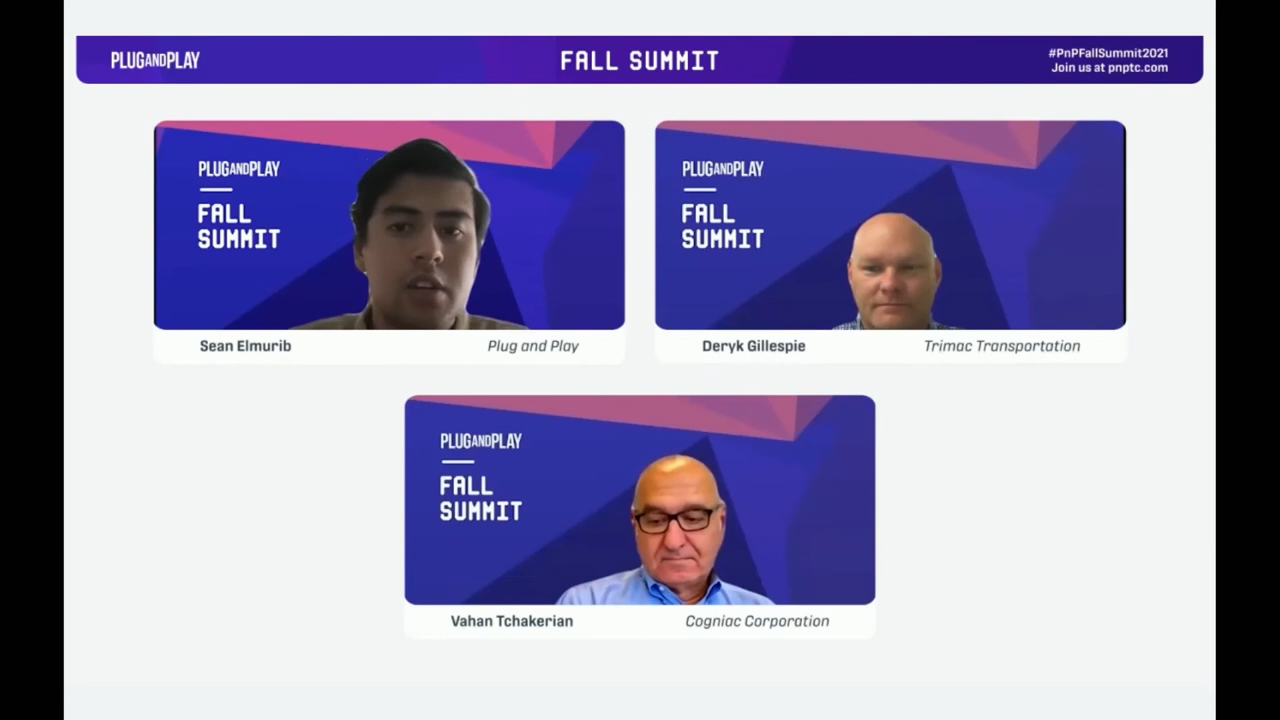 PLUGANDPLAY
FALL SUMMIT
#PnPFallSummit2021
Join us at pnptc.com
PLUGANDPLAY
FALL
SUMMIT
Sean Elmurib
Plug and Play
PLUGANDPLAY
FALL
SUMMIT
Deryk Gillespie
Trimac Transportation
PLUGANDPLAY
FALL
SUMMIT
Vahan Tchakerian
Cogniac Corporation